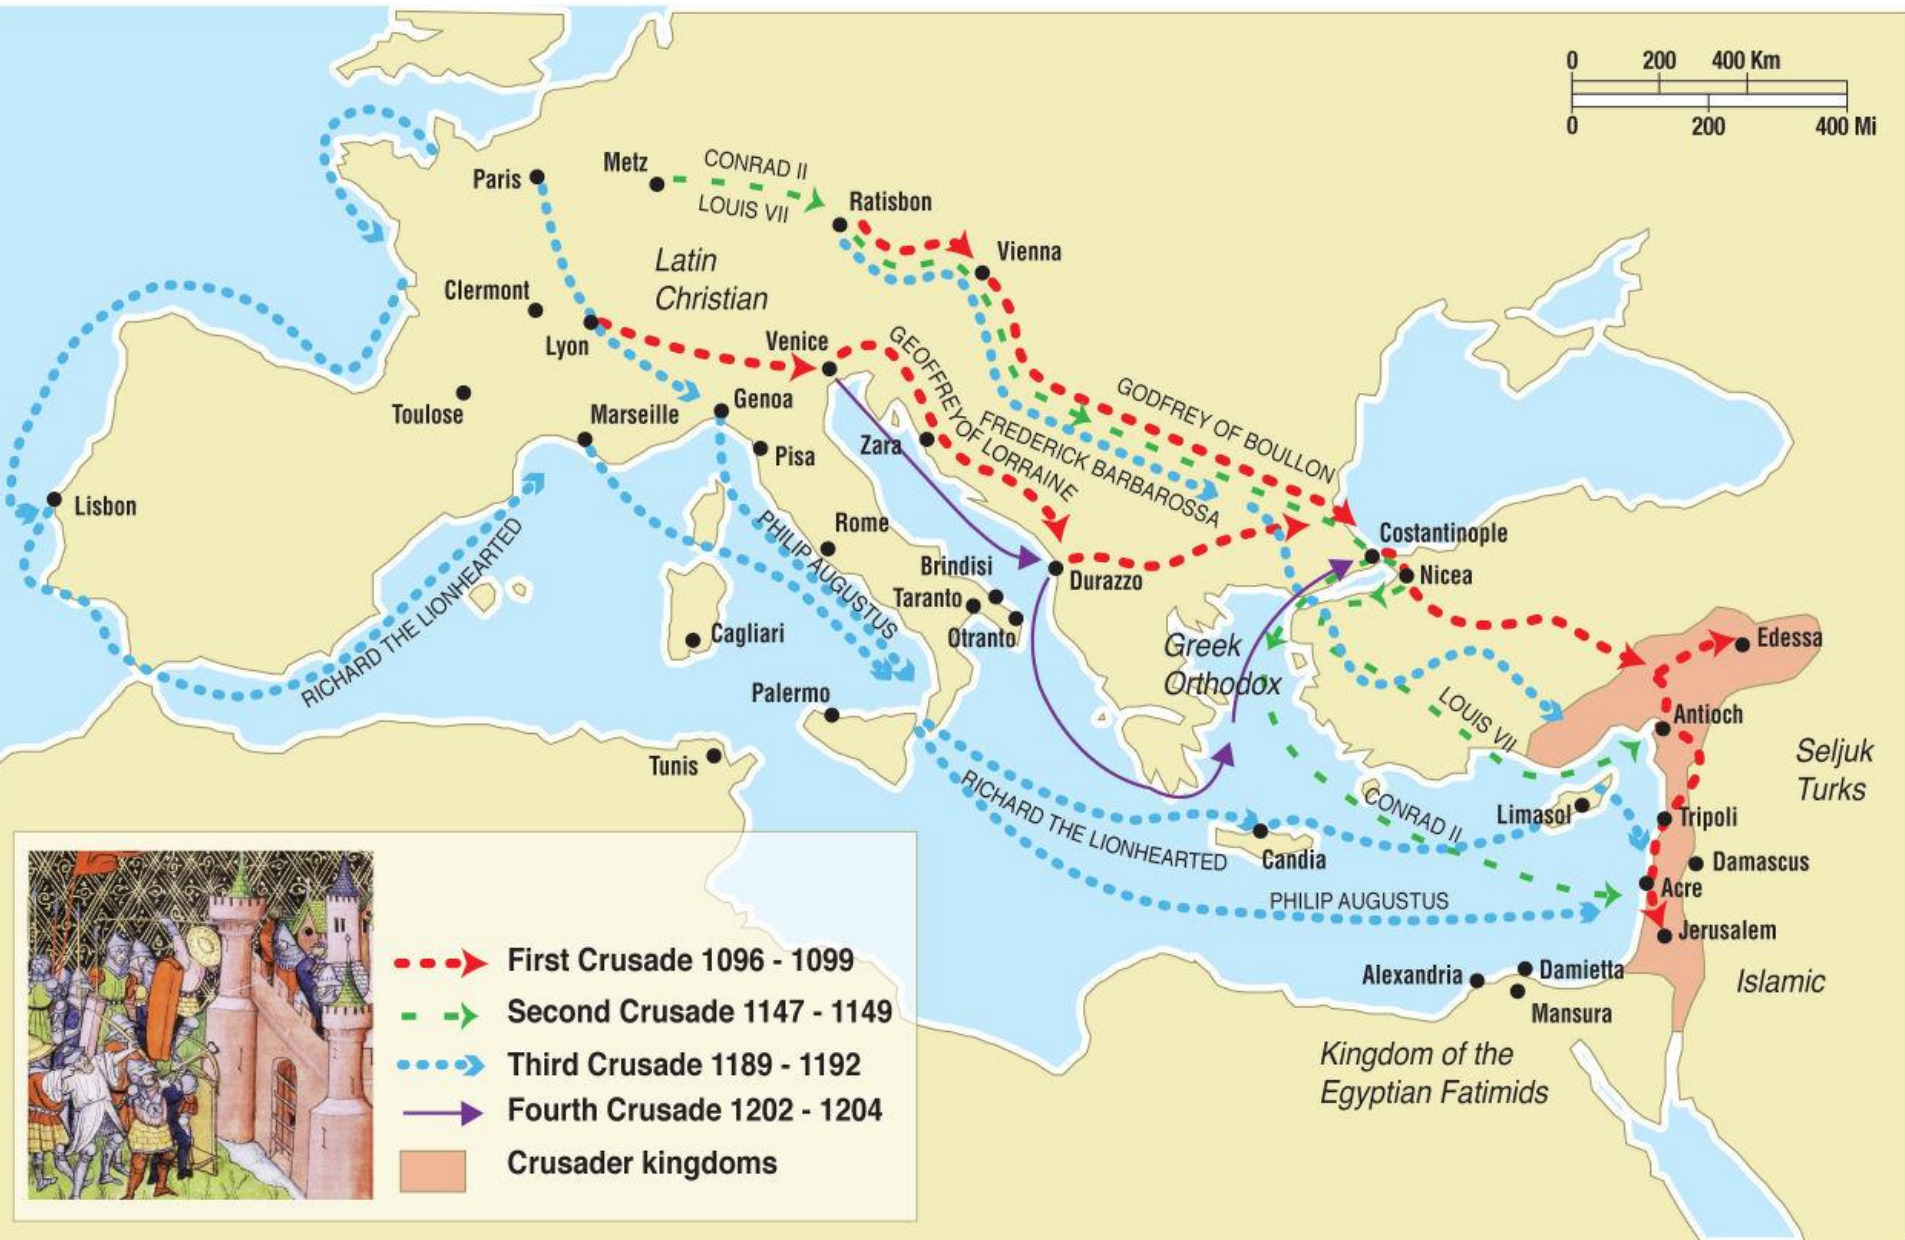 0 200 400 Km
0 200 400 Mi
Paris
Metz
CONRAD II
LOUIS VII
Ratisbon
Vienna
Latin
Christian
Clermont
Lyon
Venice
GEOFFREY OF LORRAINE
GODFREY OF BOULLON
FREDERICK BARBAROSSA
Toulose
Marseille
Genoa
Pisa
Zara
Lisbon
RICHARD THE LIONHEARTED
PHILIP AUGUSTUS
Rome
Brindisi
Taranto
Otranto
Durazzo
Costantinople
Nicea
Cagliari
Palermo
Tunis
Greek
Orthodox
Edessa
LOUIS VII
Antioch
Seljuk
Turks
CONRAD II
Limasol
Tripoli
RICHARD THE LIONHEARTED
Candia
Damascus
Acre
PHILIP AUGUSTUS
Jerusalem
Alexandria
Damietta
Mansura
Islamic
Kingdom of the
Egyptian Fatimids
First Crusade 1096 - 1099
Second Crusade 1147 - 1149
Third Crusade 1189 - 1192
Fourth Crusade 1202 - 1204
Crusader kingdoms